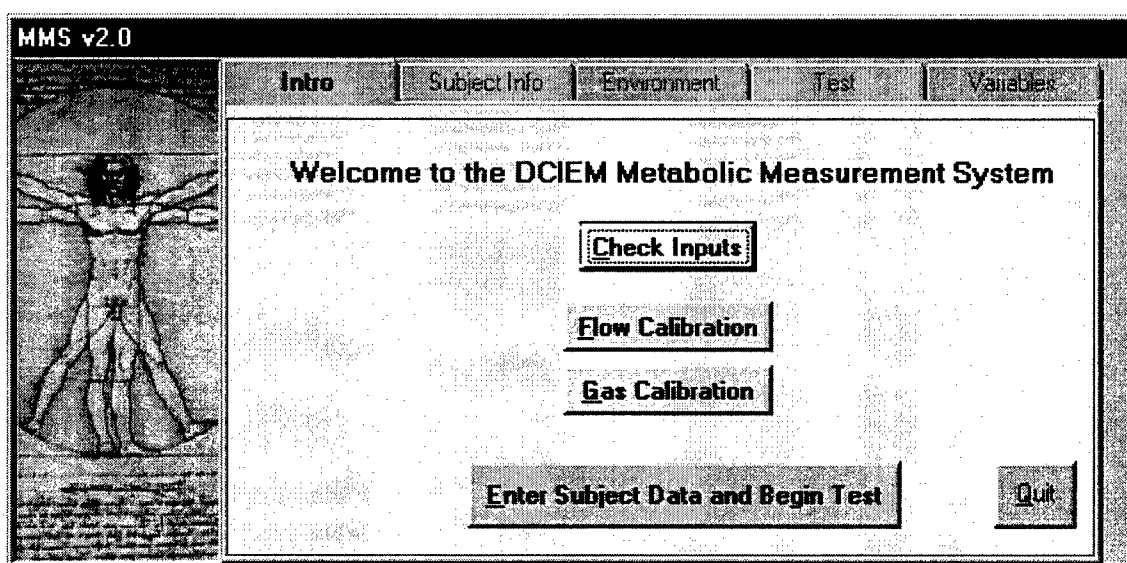 MMS v2.0
Intro Subject Info Environment Test Variables
Welcome to the DCIEM Metabolic Measurement System
Check Inputs
Flow Calibration
Gas Calibration
Enter Subject Data and Begin Test Quit